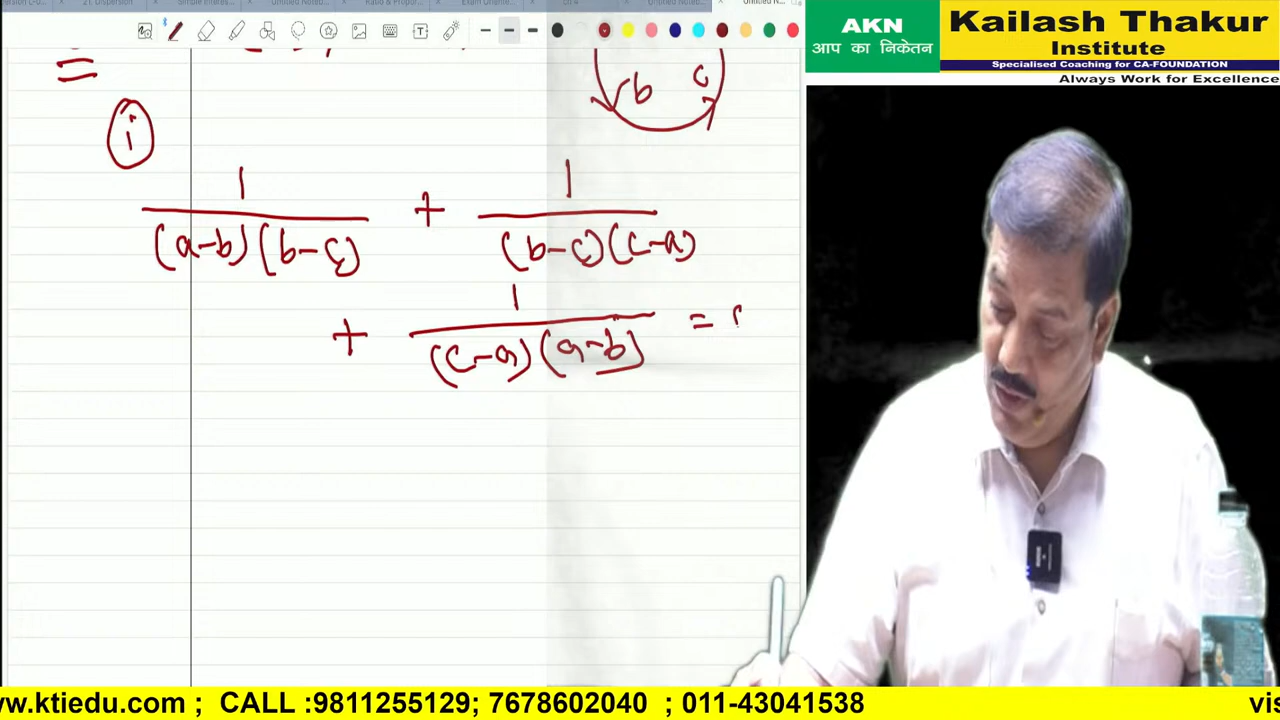 AKN
आप का निकेतन
Kailash Thakur
Institute
Specialised Coaching for CA-FOUNDATION
Always Work for Excellence
=
b c
i
1/((a-b)(b-c)) + 1/((b-c)(c-a))
+ 1/((c-a)(a-b)) =
www.ktiedu.com ; CALL :9811255129; 7678602040 ; 011-43041538